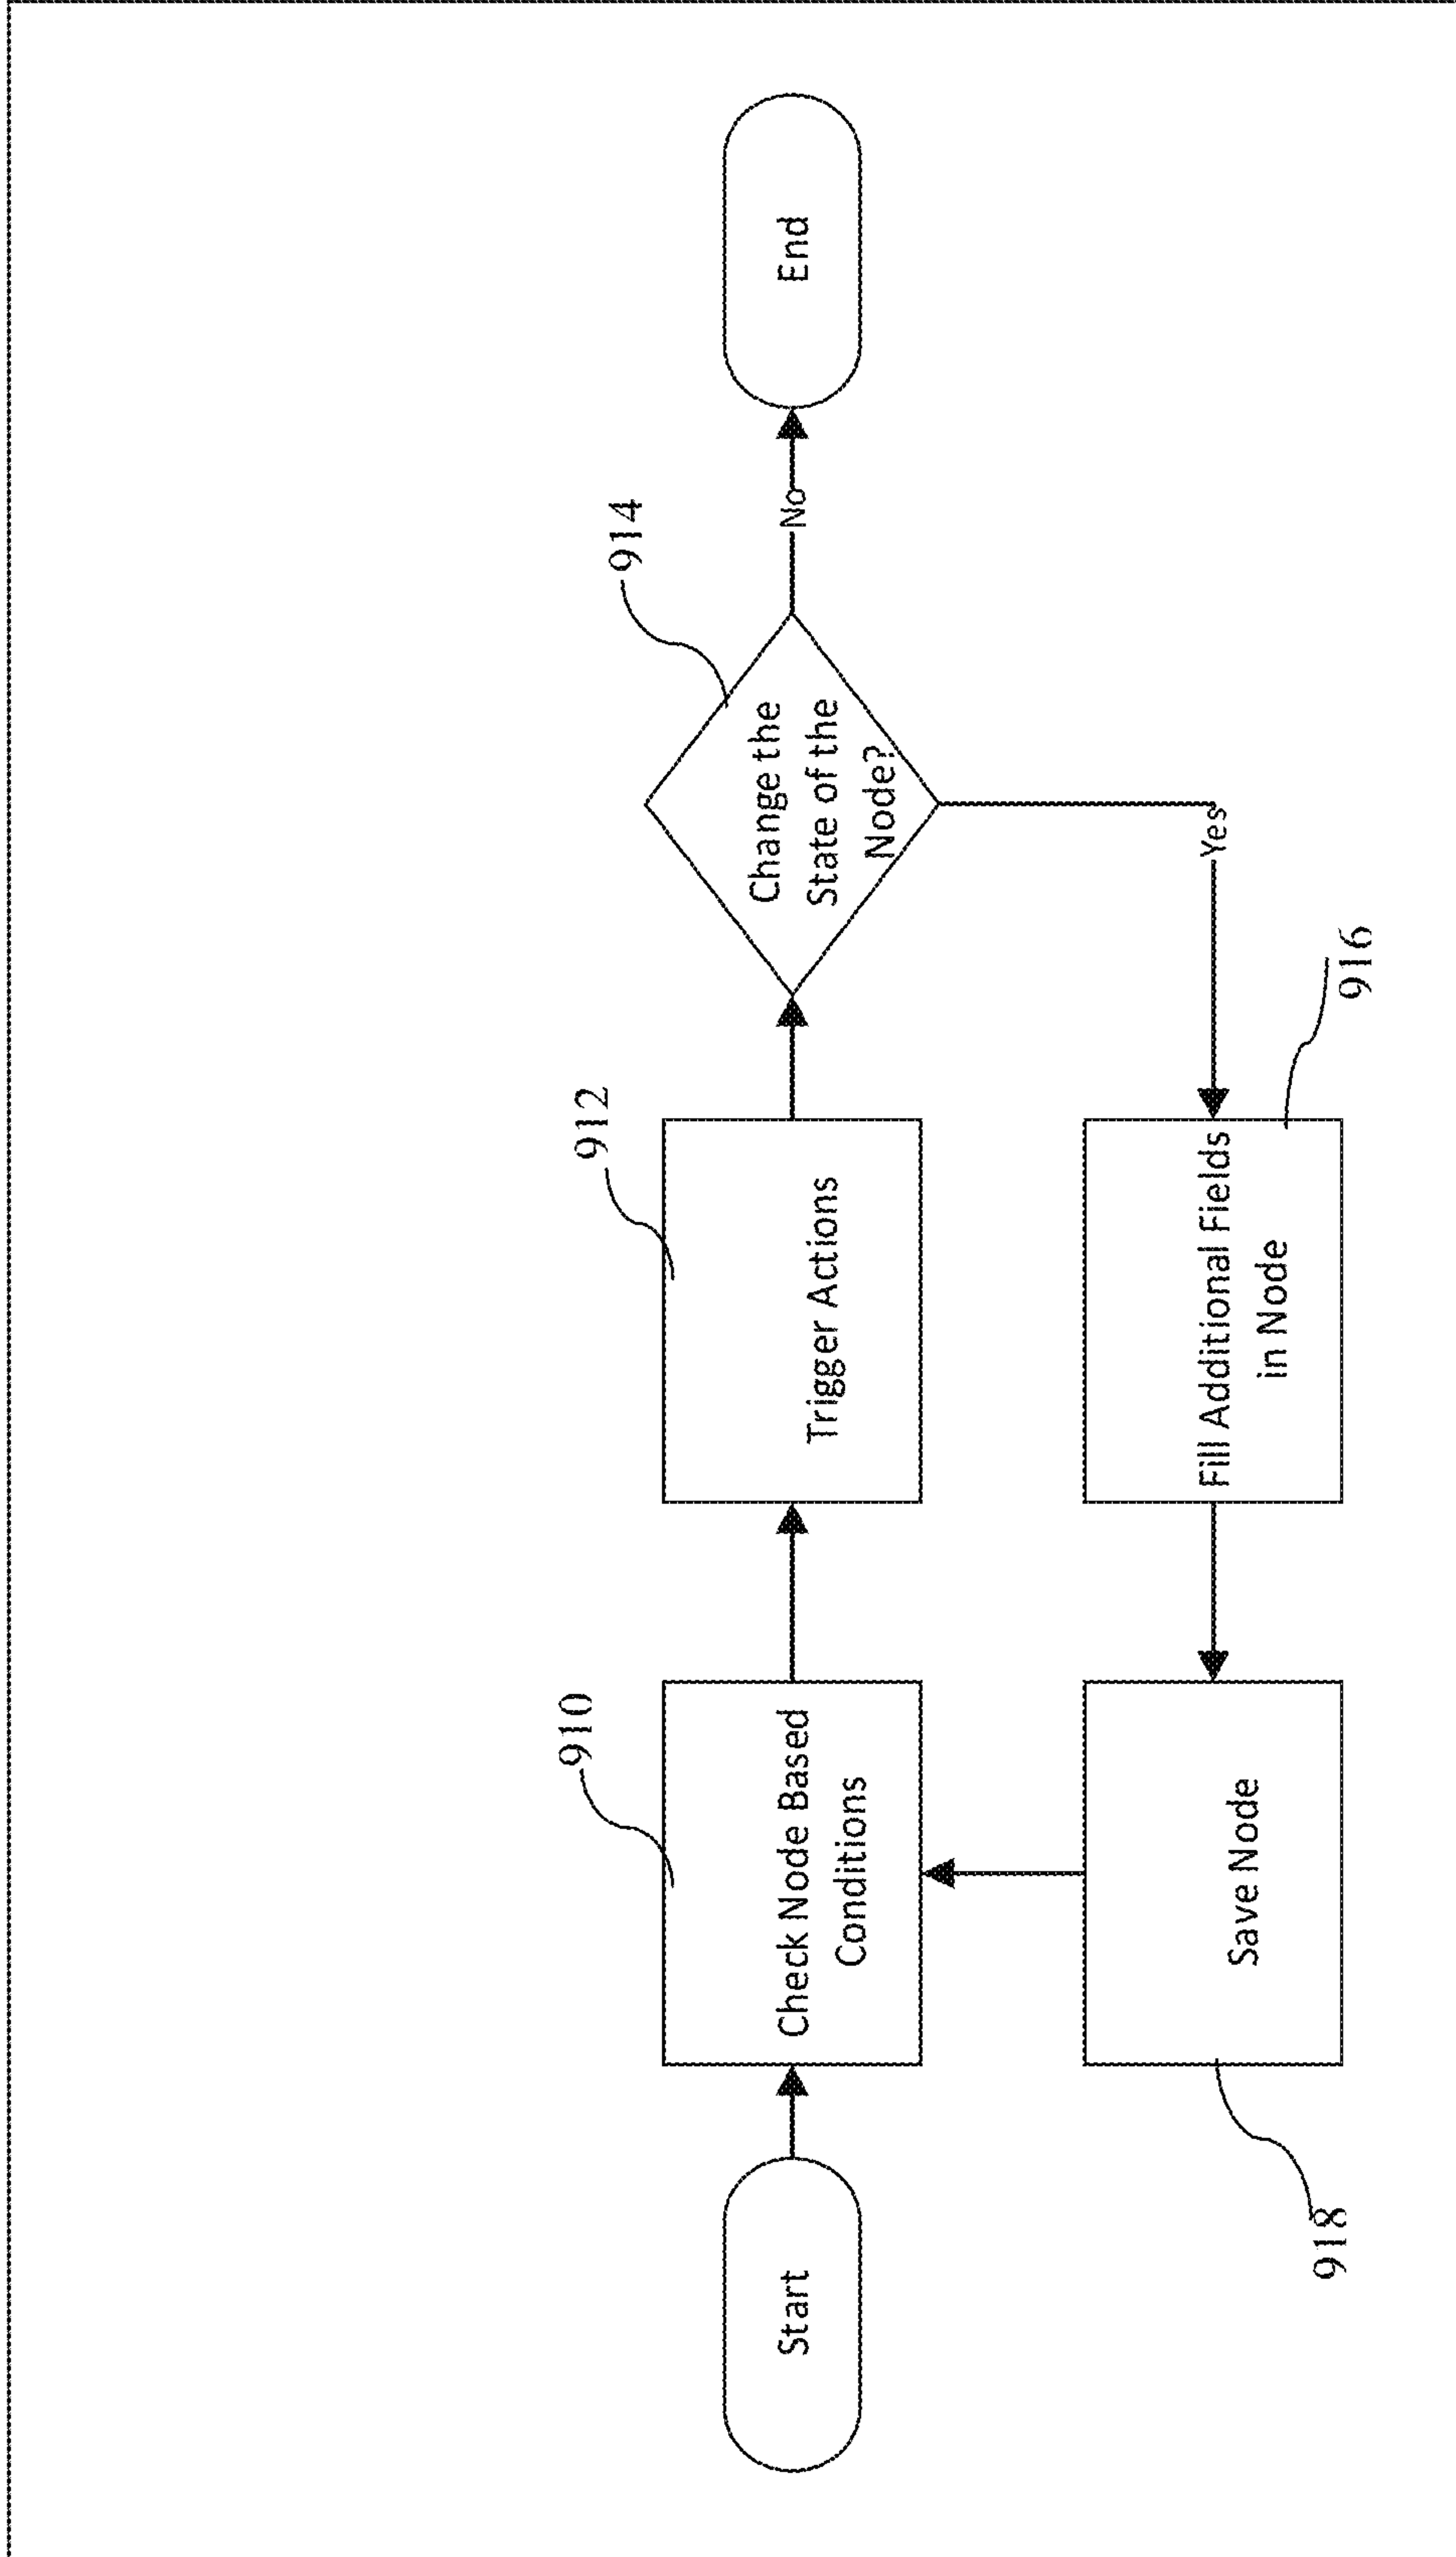 Start
910
Check Node Based
Conditions
912
Trigger Actions
914
Change the
State of the
Node?
No
End
Yes
916
Fill Additional Fields
in Node
918
Save Node